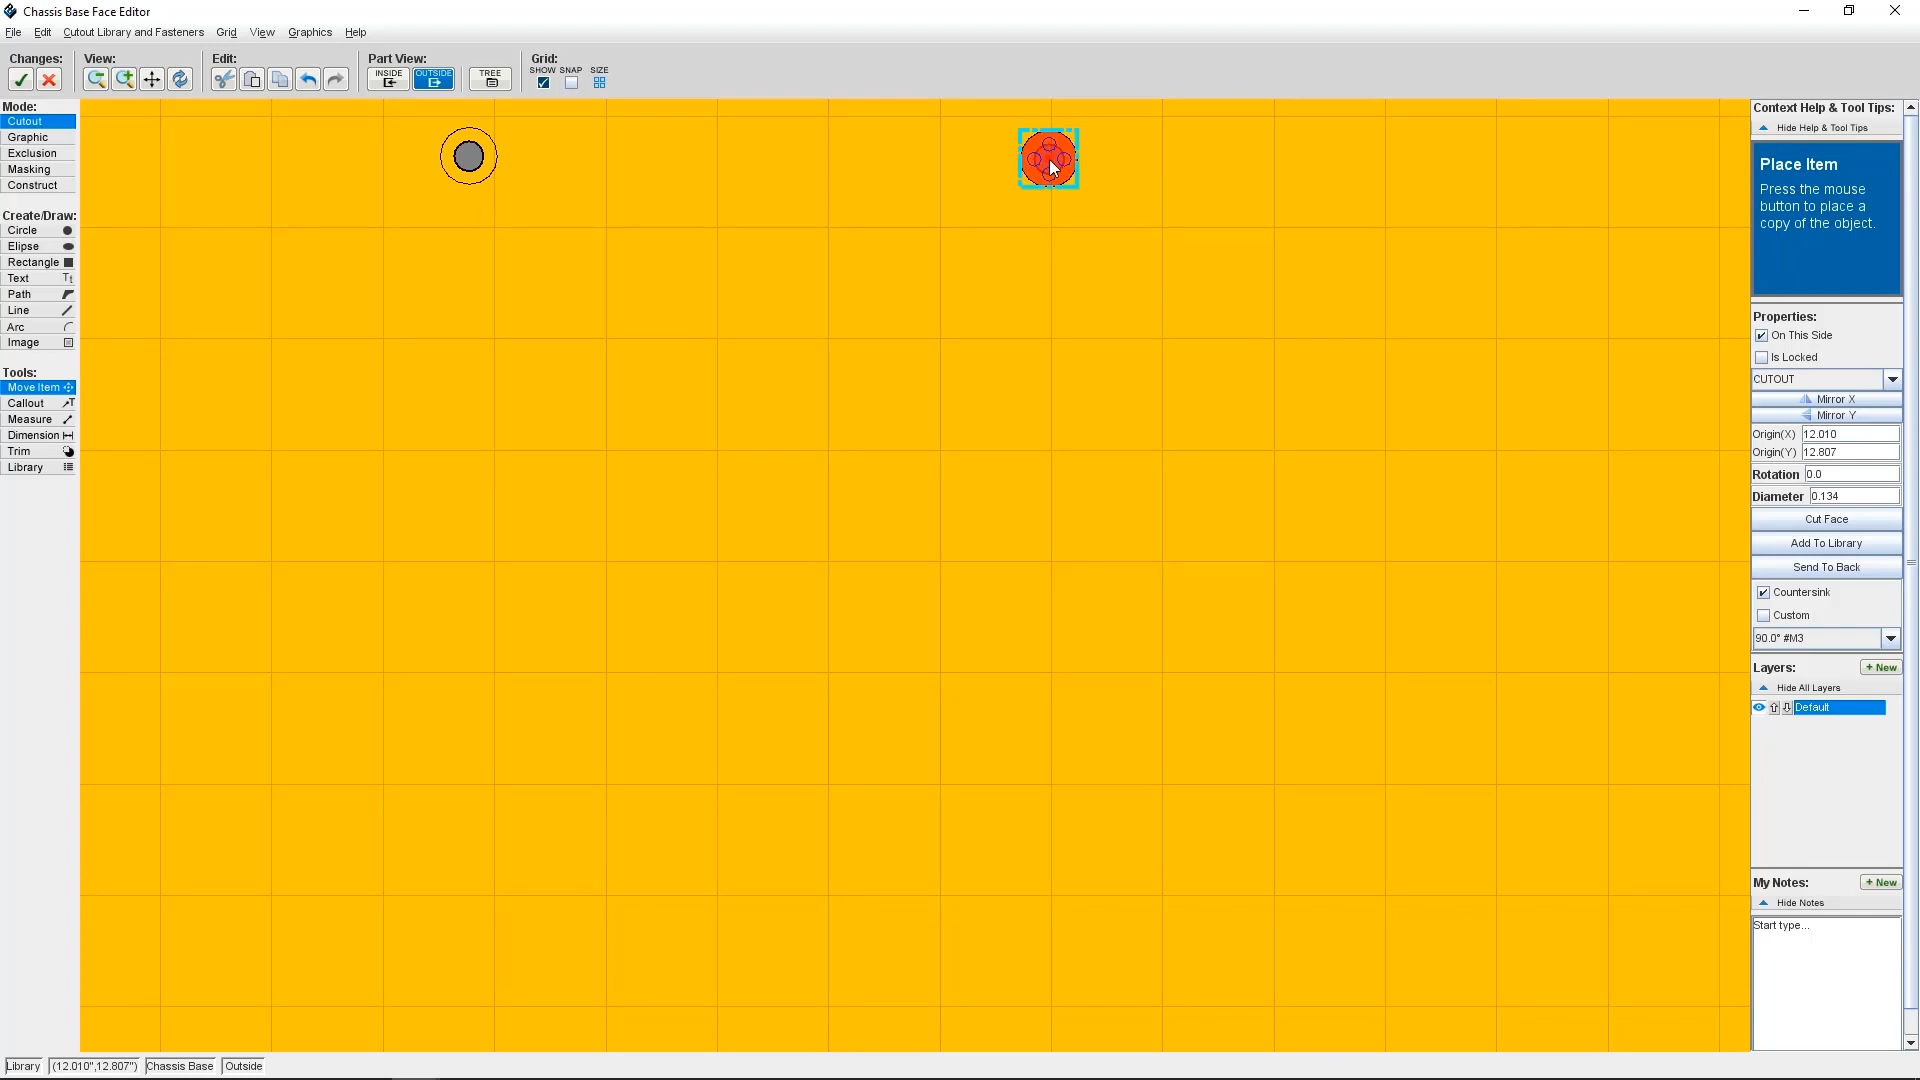 Chassis Base Face Editor
File Edit Cutout Library and Fasteners Grid View Graphics Help
Changes: View: Edit: Part View: Grid:
INSIDE OUTSIDE TREE SHOW SNAP SIZE
Mode:
Cutout
Graphic
Exclusion
Masking
Construct
Create/Draw:
Circle
Elipse
Rectangle
Text Tt
Path
Line
Arc
Image
Tools:
Move Item
Callout
Measure
Dimension
Trim
Library
Context Help & Tool Tips:
Hide Help & Tool Tips
Place Item
Press the mouse
button to place a
copy of the object.
Properties:
On This Side
Is Locked
CUTOUT
Mirror X
Mirror Y
Origin(X) 12.010
Origin(Y) 12.807
Rotation 0.0
Diameter 0.134
Cut Face
Add To Library
Send To Back
Countersink
Custom
90.0° #M3
Layers: + New
Hide All Layers
Default
My Notes: + New
Hide Notes
Start type...
Library (12.010",12.807") Chassis Base Outside